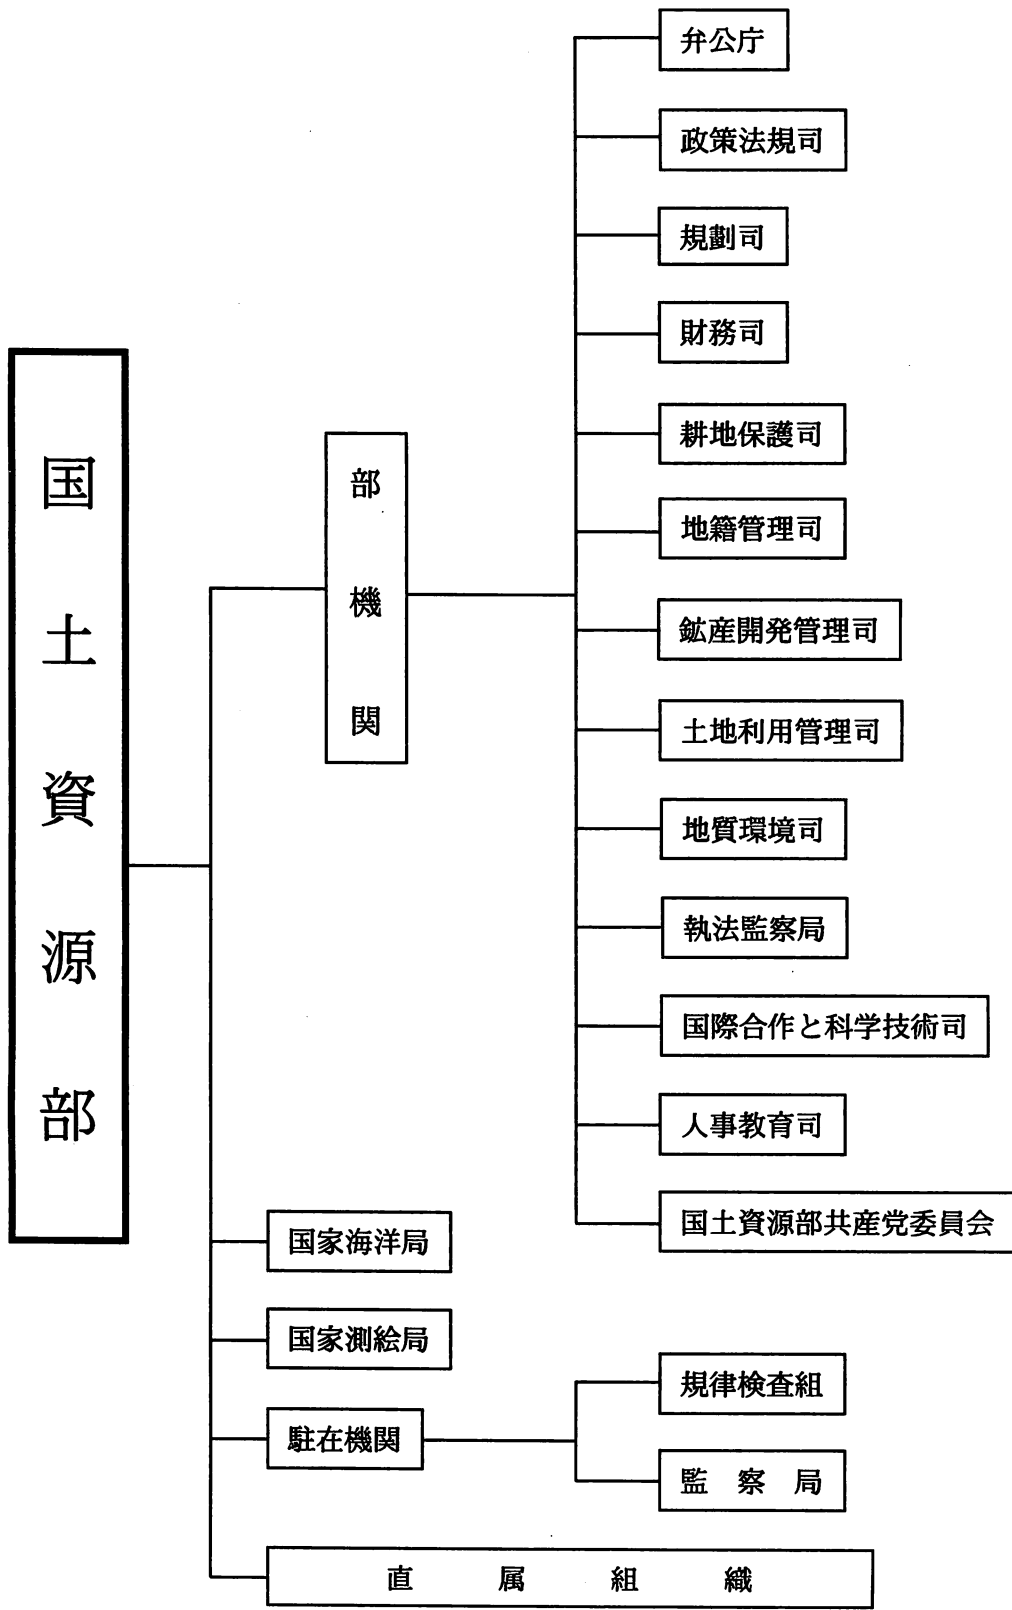 国土資源部
部機関
弁公庁
政策法規司
規劃司
財務司
耕地保護司
地籍管理司
鉱産開発管理司
土地利用管理司
地質環境司
執法監察局
国際合作と科学技術司
人事教育司
国土資源部共産党委員会
国家海洋局
国家測絵局
駐在機関
規律検査組
監察局
直属組織